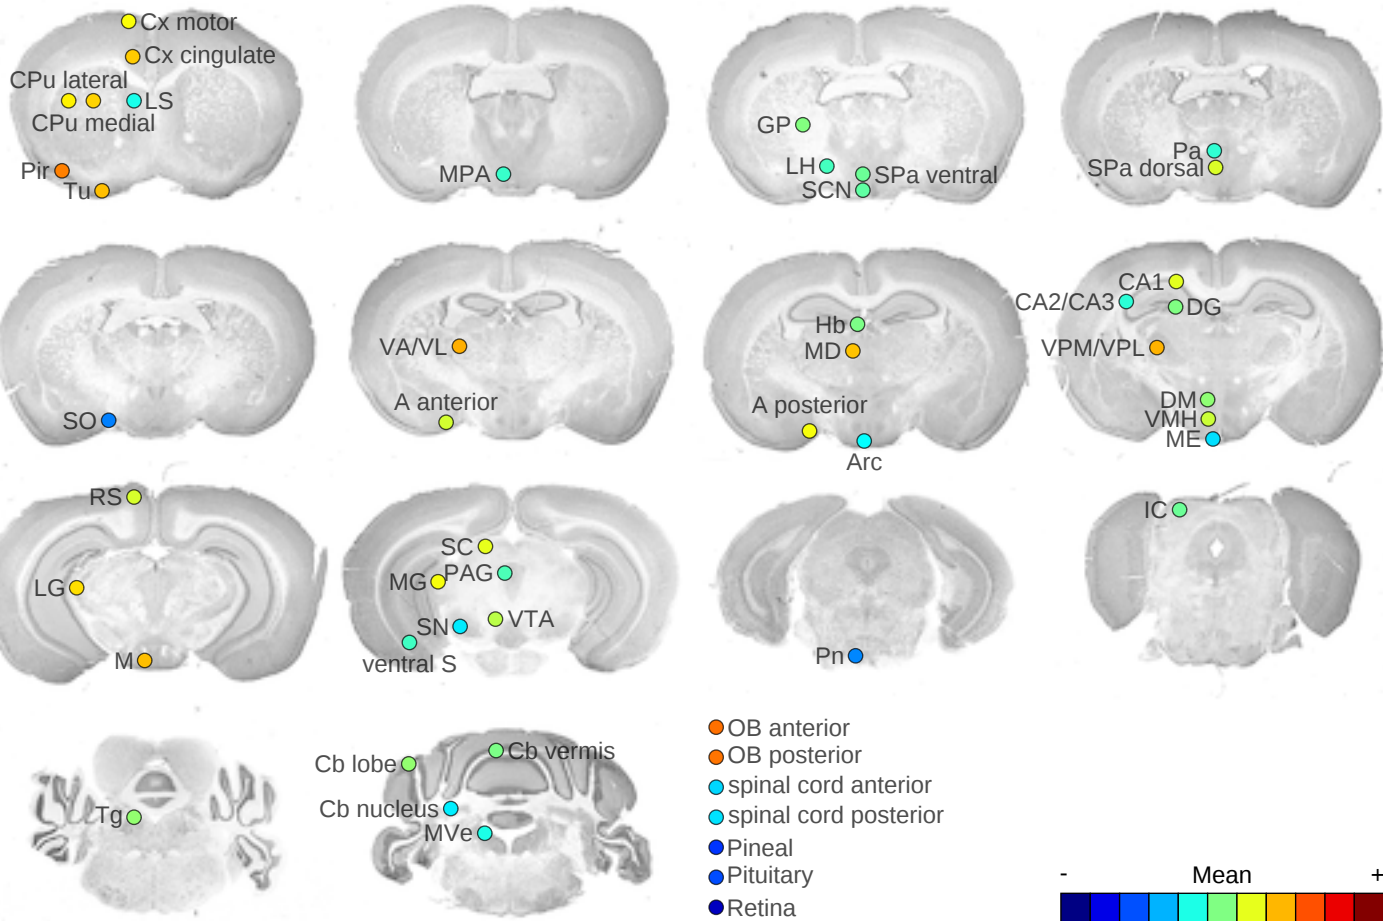 Cx motor
Cx cingulate
CPu lateral
LS
CPu medial
Pir
Tu
MPA
GP
LH
SPa ventral
SCN
Pa
SPa dorsal
SO
VA/VL
A anterior
Hb
MD
A posterior
Arc
CA1
CA2/CA3
DG
VPM/VPL
DM
VMH
ME
RS
LG
M
SC
MG
PAG
SN
VTA
ventral S
Pn
IC
Tg
Cb lobe
Cb vermis
Cb nucleus
MVe
OB anterior
OB posterior
spinal cord anterior
spinal cord posterior
Pineal
Pituitary
Retina
- Mean +